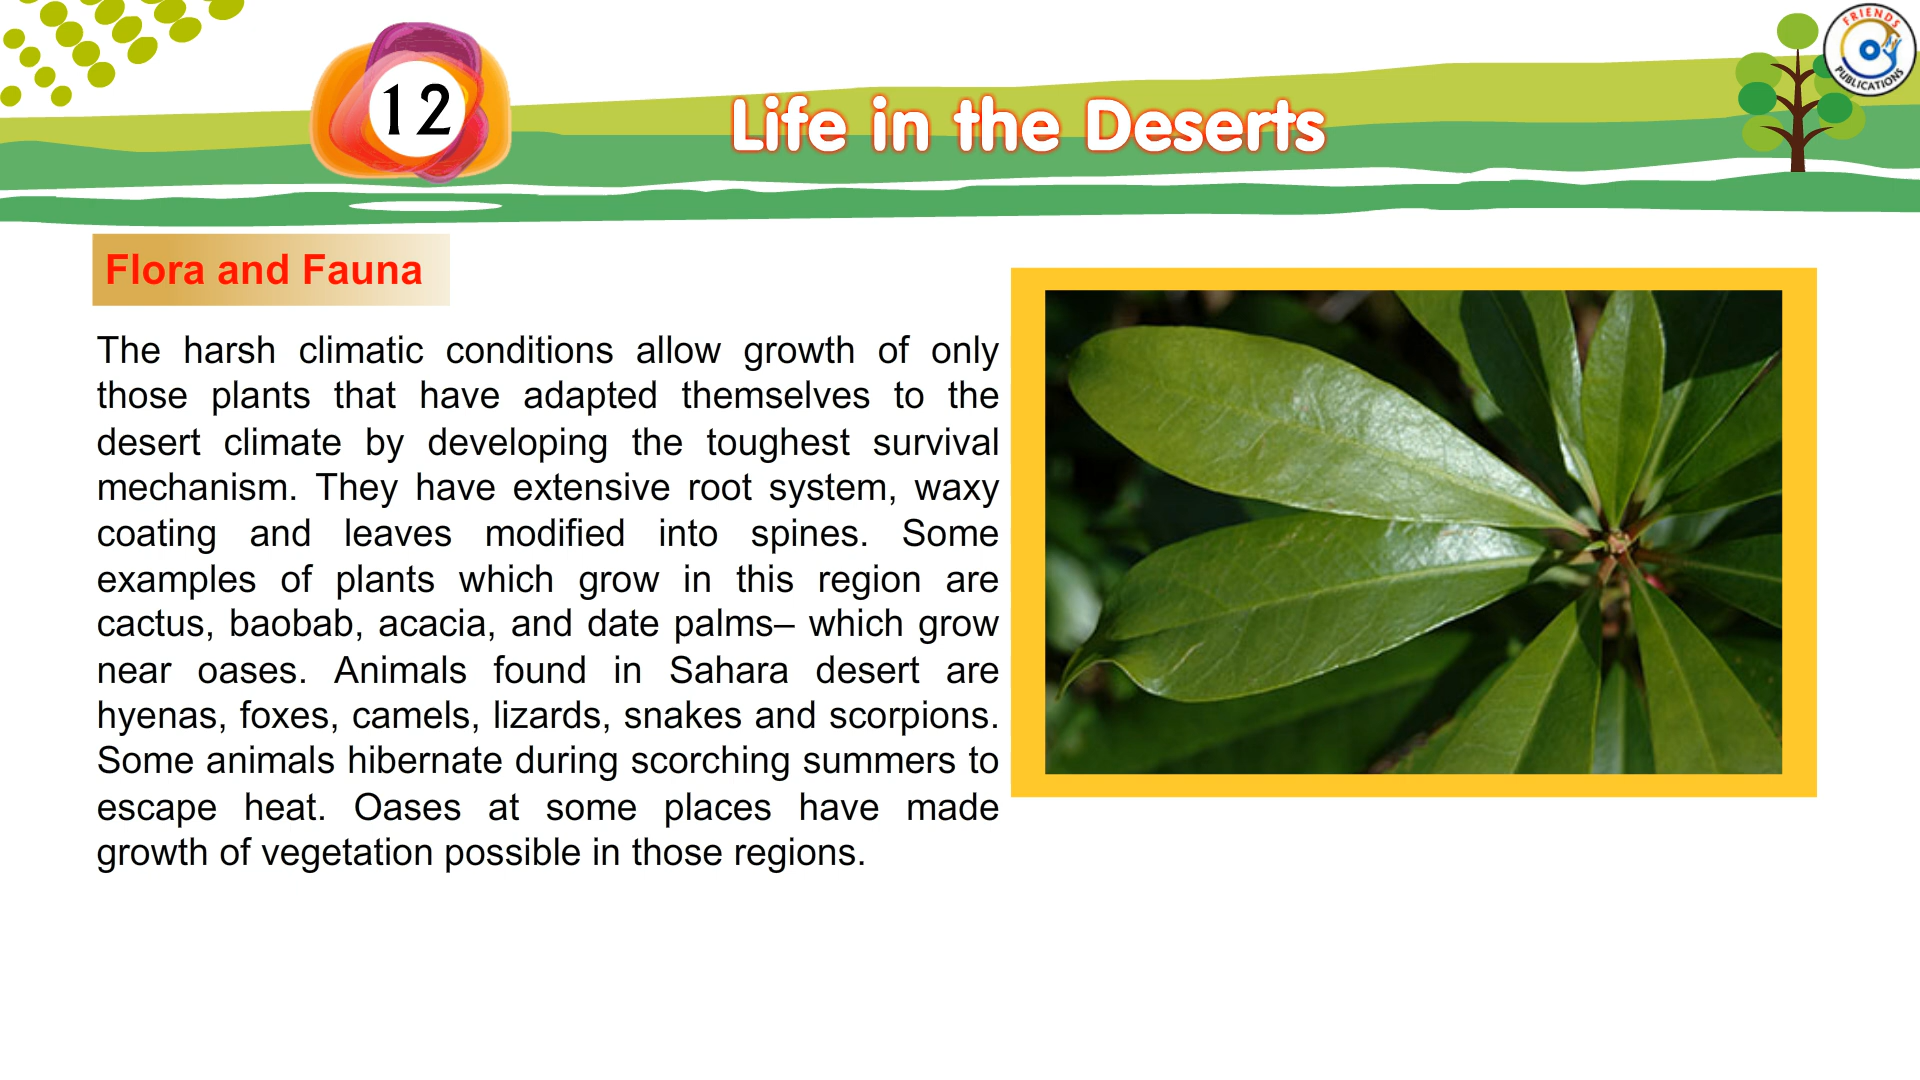 FRIENDS
PUBLICATIONS
12
Life in the Deserts
Flora and Fauna
The harsh climatic conditions allow growth of only
those plants that have adapted themselves to the
desert climate by developing the toughest survival
mechanism. They have extensive root system, waxy
coating and leaves modified into spines. Some
examples of plants which grow in this region are
cactus, baobab, acacia, and date palms– which grow
near oases. Animals found in Sahara desert are
hyenas, foxes, camels, lizards, snakes and scorpions.
Some animals hibernate during scorching summers to
escape heat. Oases at some places have made
growth of vegetation possible in those regions.